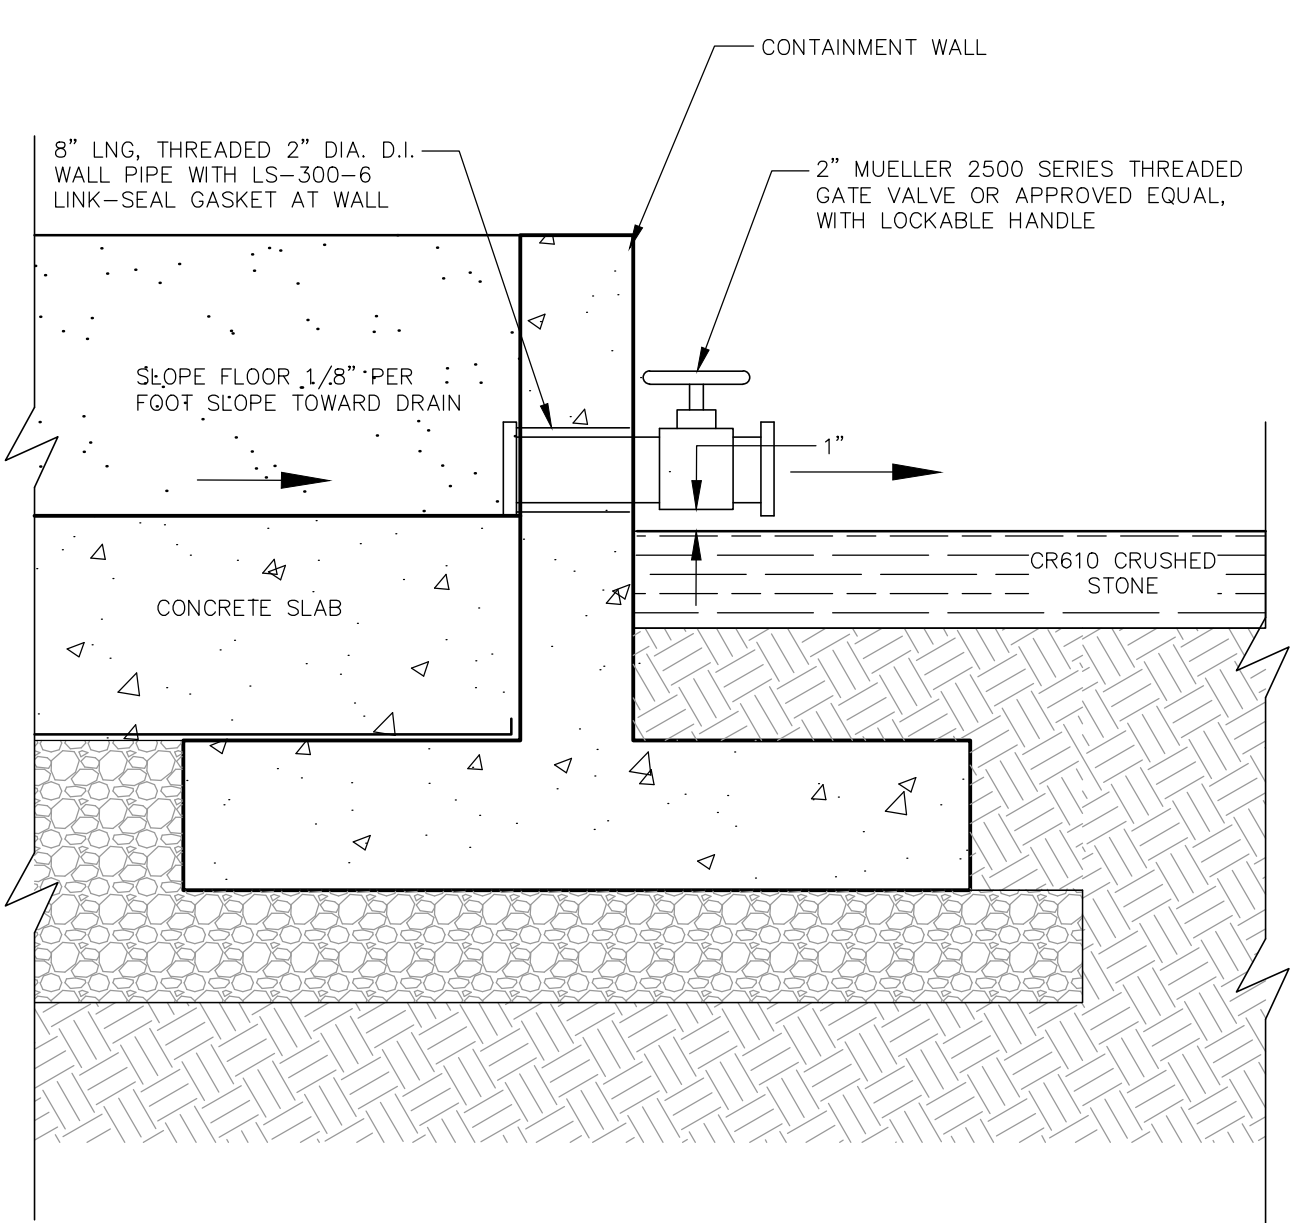 CONTAINMENT WALL
8” LNG, THREADED 2” DIA. D.I.
WALL PIPE WITH LS-300-6
LINK-SEAL GASKET AT WALL
2” MUELLER 2500 SERIES THREADED
GATE VALVE OR APPROVED EQUAL,
WITH LOCKABLE HANDLE
SLOPE FLOOR 1/8” PER
FOOT SLOPE TOWARD DRAIN
1”
CR610 CRUSHED
STONE
CONCRETE SLAB